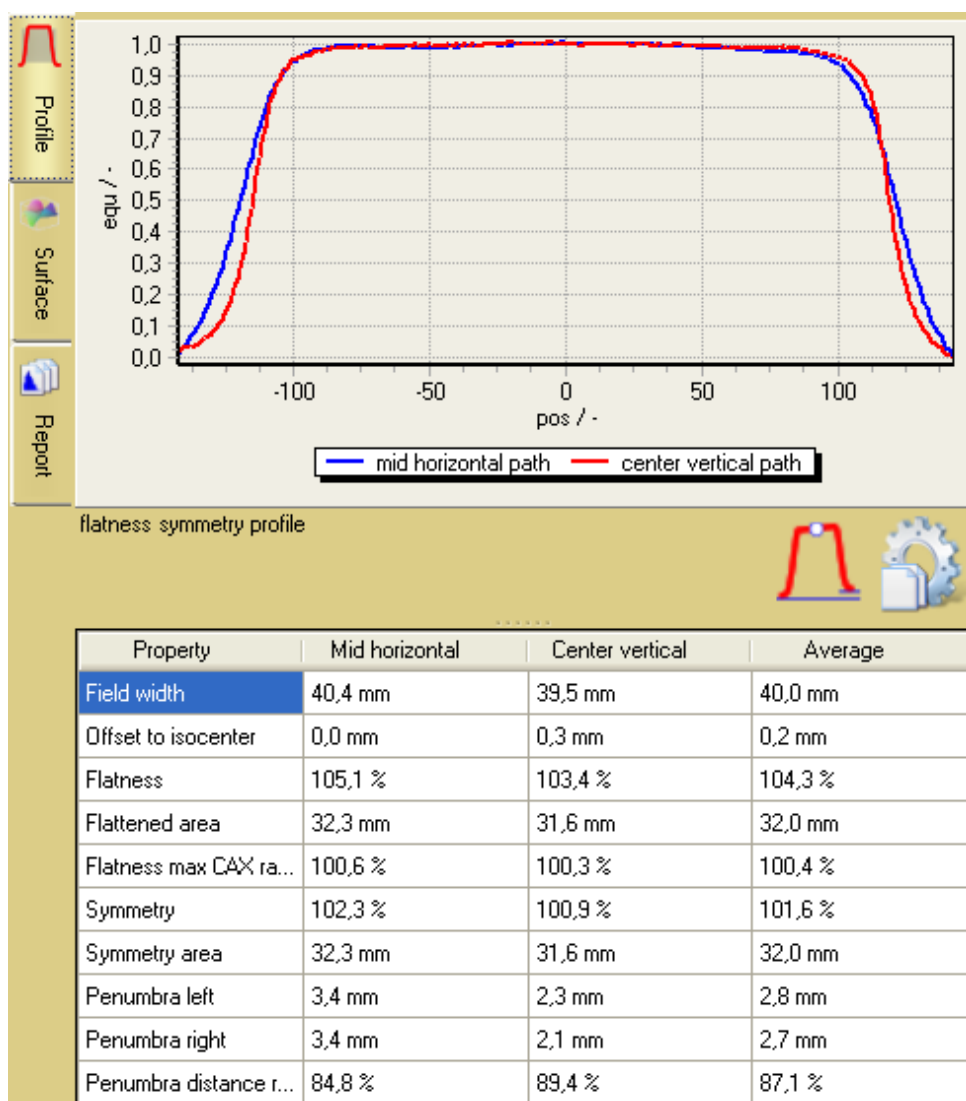 Profile
Surface
Report
1,0
0,9
0,8
0,7
0,6
0,5
0,4
0,3
0,2
0,1
0,0
equ / -
-100 -50 0 50 100
pos / -
mid horizontal path center vertical path
flatness symmetry profile
Property Mid horizontal Center vertical Average
Field width 40,4 mm 39,5 mm 40,0 mm
Offset to isocenter 0,0 mm 0,3 mm 0,2 mm
Flatness 105,1 % 103,4 % 104,3 %
Flattened area 32,3 mm 31,6 mm 32,0 mm
Flatness max CAX ra... 100,6 % 100,3 % 100,4 %
Symmetry 102,3 % 100,9 % 101,6 %
Symmetry area 32,3 mm 31,6 mm 32,0 mm
Penumbra left 3,4 mm 2,3 mm 2,8 mm
Penumbra right 3,4 mm 2,1 mm 2,7 mm
Penumbra distance r... 84,8 % 89,4 % 87,1 %